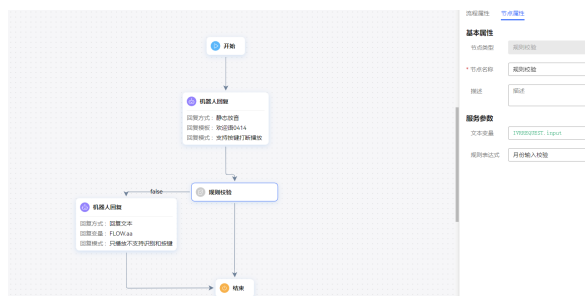 开始
机器人回复
回复方式：静态放音
回复模板：欢迎语0414
回复模式：支持按键打断播放
false
规则校验
机器人回复
回复方式：回复文本
回复变量：FLOW.aa
回复模式：只播放不支持识别和按键
结束
流程属性 节点属性
基本属性
节点类型 规则校验
* 节点名称 规则校验
描述 描述
服务参数
文本变量
规则表达式 月份输入校验